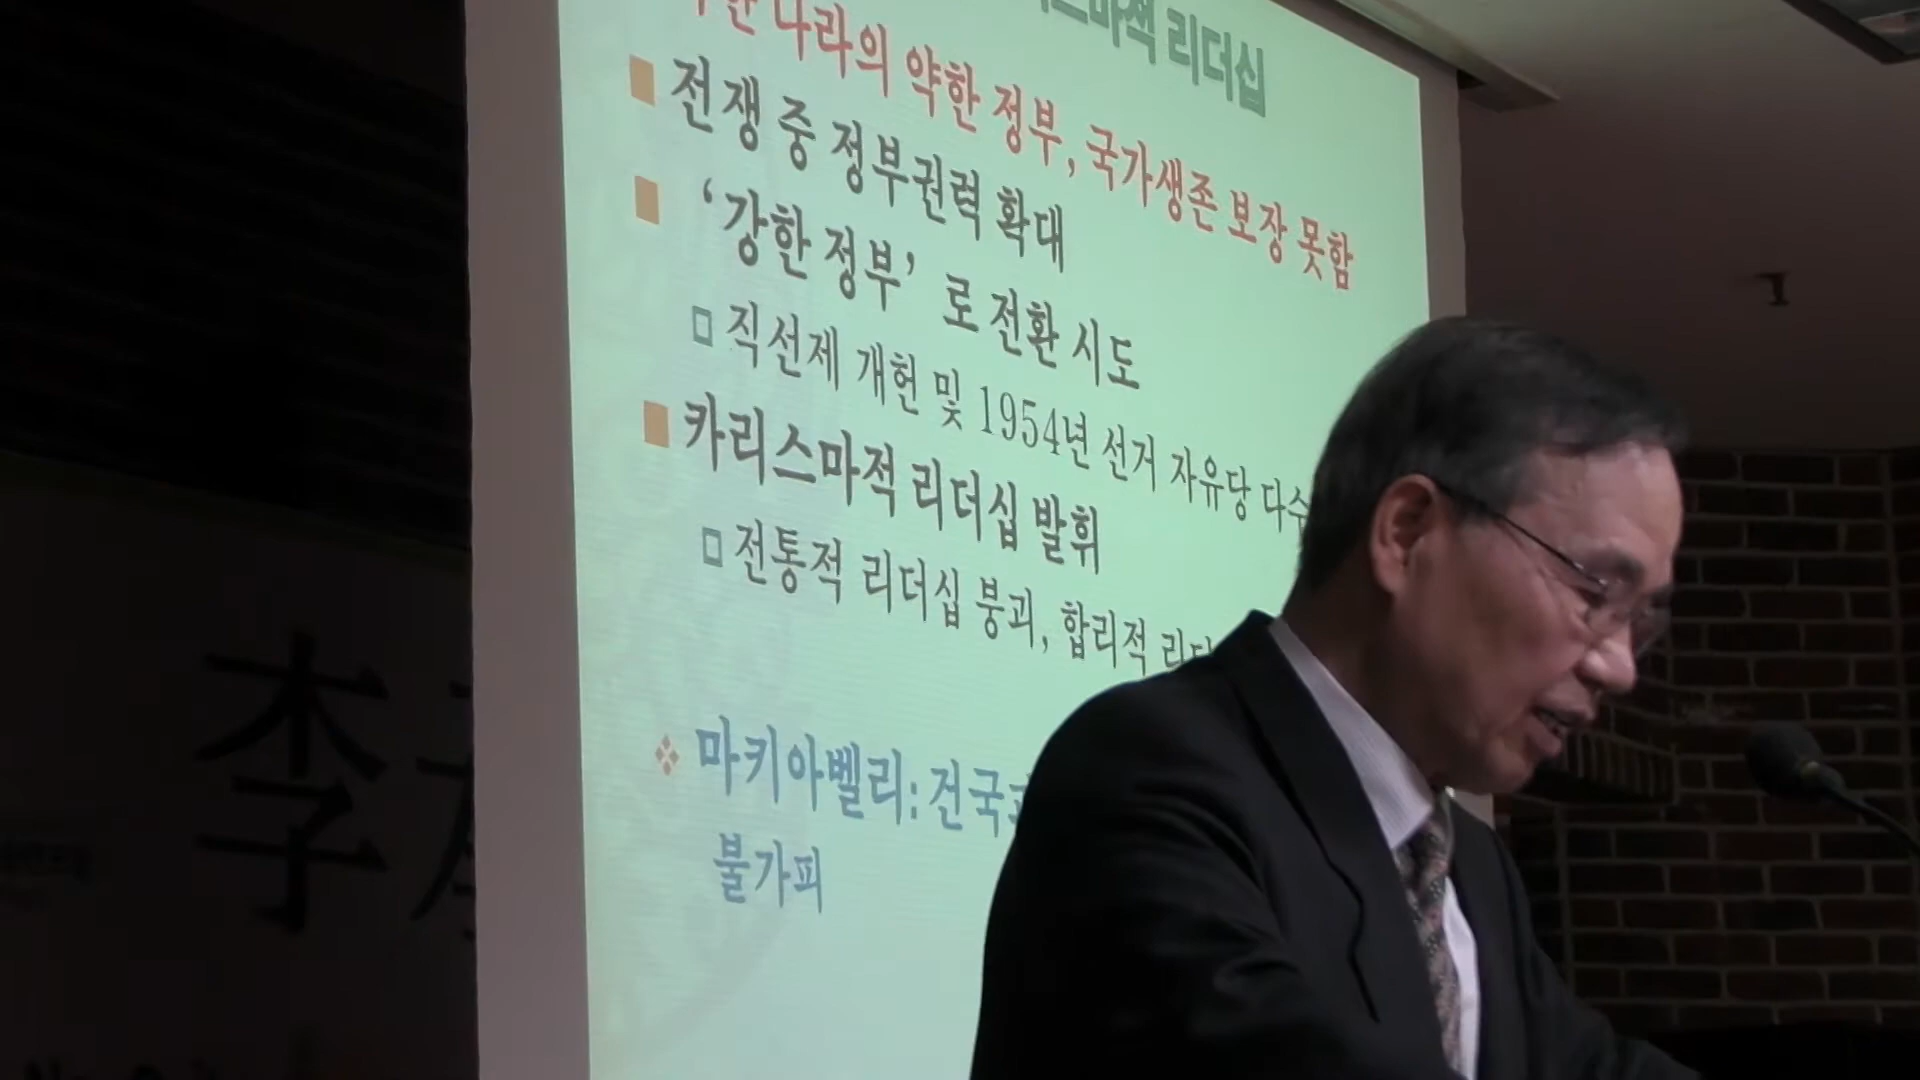 리더십
나라의 약한 정부, 국가생존 보장 못함
전쟁 중 정부권력 확대
‘강한 정부’ 로 전환 시도
직선제 개헌 및 1954년 선거 자유당 다수
카리스마적 리더십 발휘
전통적 리더십 붕괴, 합리적
마키아벨리: 건국
불가피
李